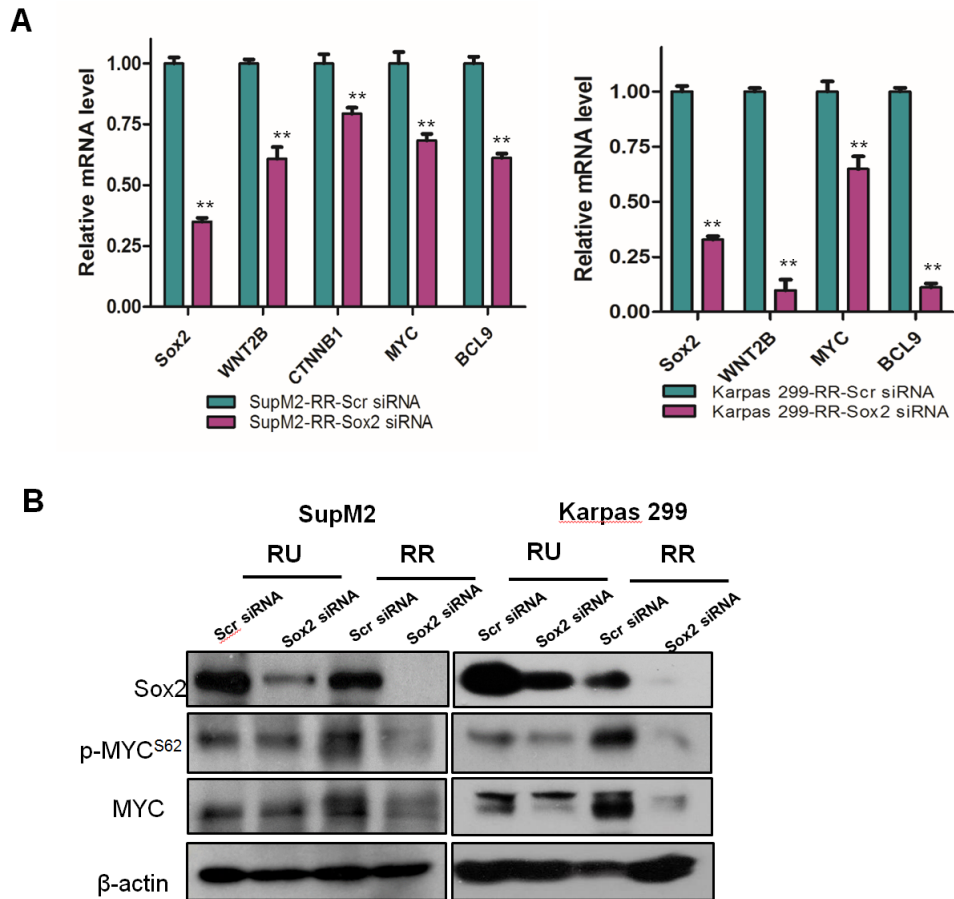 A
Relative mRNA level
1.00
0.75
0.50
0.25
0.00
**
**
**
**
**
Sox2
WNT2B
CTNNB1
MYC
BCL9
SupM2-RR-Scr siRNA
SupM2-RR-Sox2 siRNA
Relative mRNA level
1.00
0.75
0.50
0.25
0.00
**
**
**
**
Sox2
WNT2B
MYC
BCL9
Karpas 299-RR-Scr siRNA
Karpas 299-RR-Sox2 siRNA
B
SupM2
Karpas 299
RU
RR
RU
RR
Scr siRNA
Sox2 siRNA
Scr siRNA
Sox2 siRNA
Scr siRNA
Sox2 siRNA
Scr siRNA
Sox2 siRNA
Sox2
p-MYCS62
MYC
β-actin